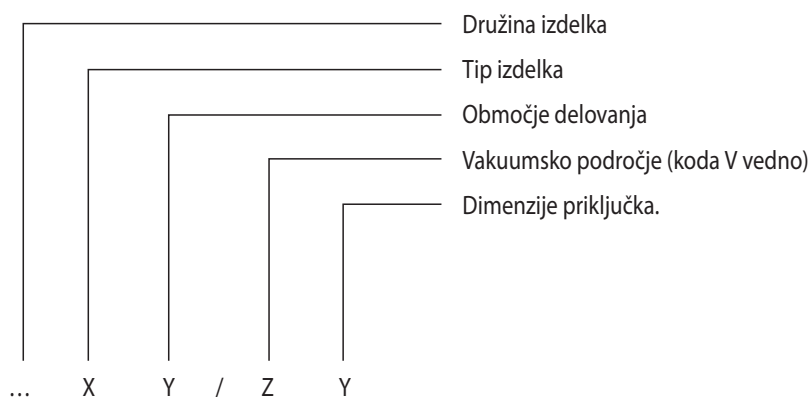 Družina izdelka
Tip izdelka
Območje delovanja
Vakuumsko področje (koda V vedno)
Dimenzije priključka.
... X Y / Z Y